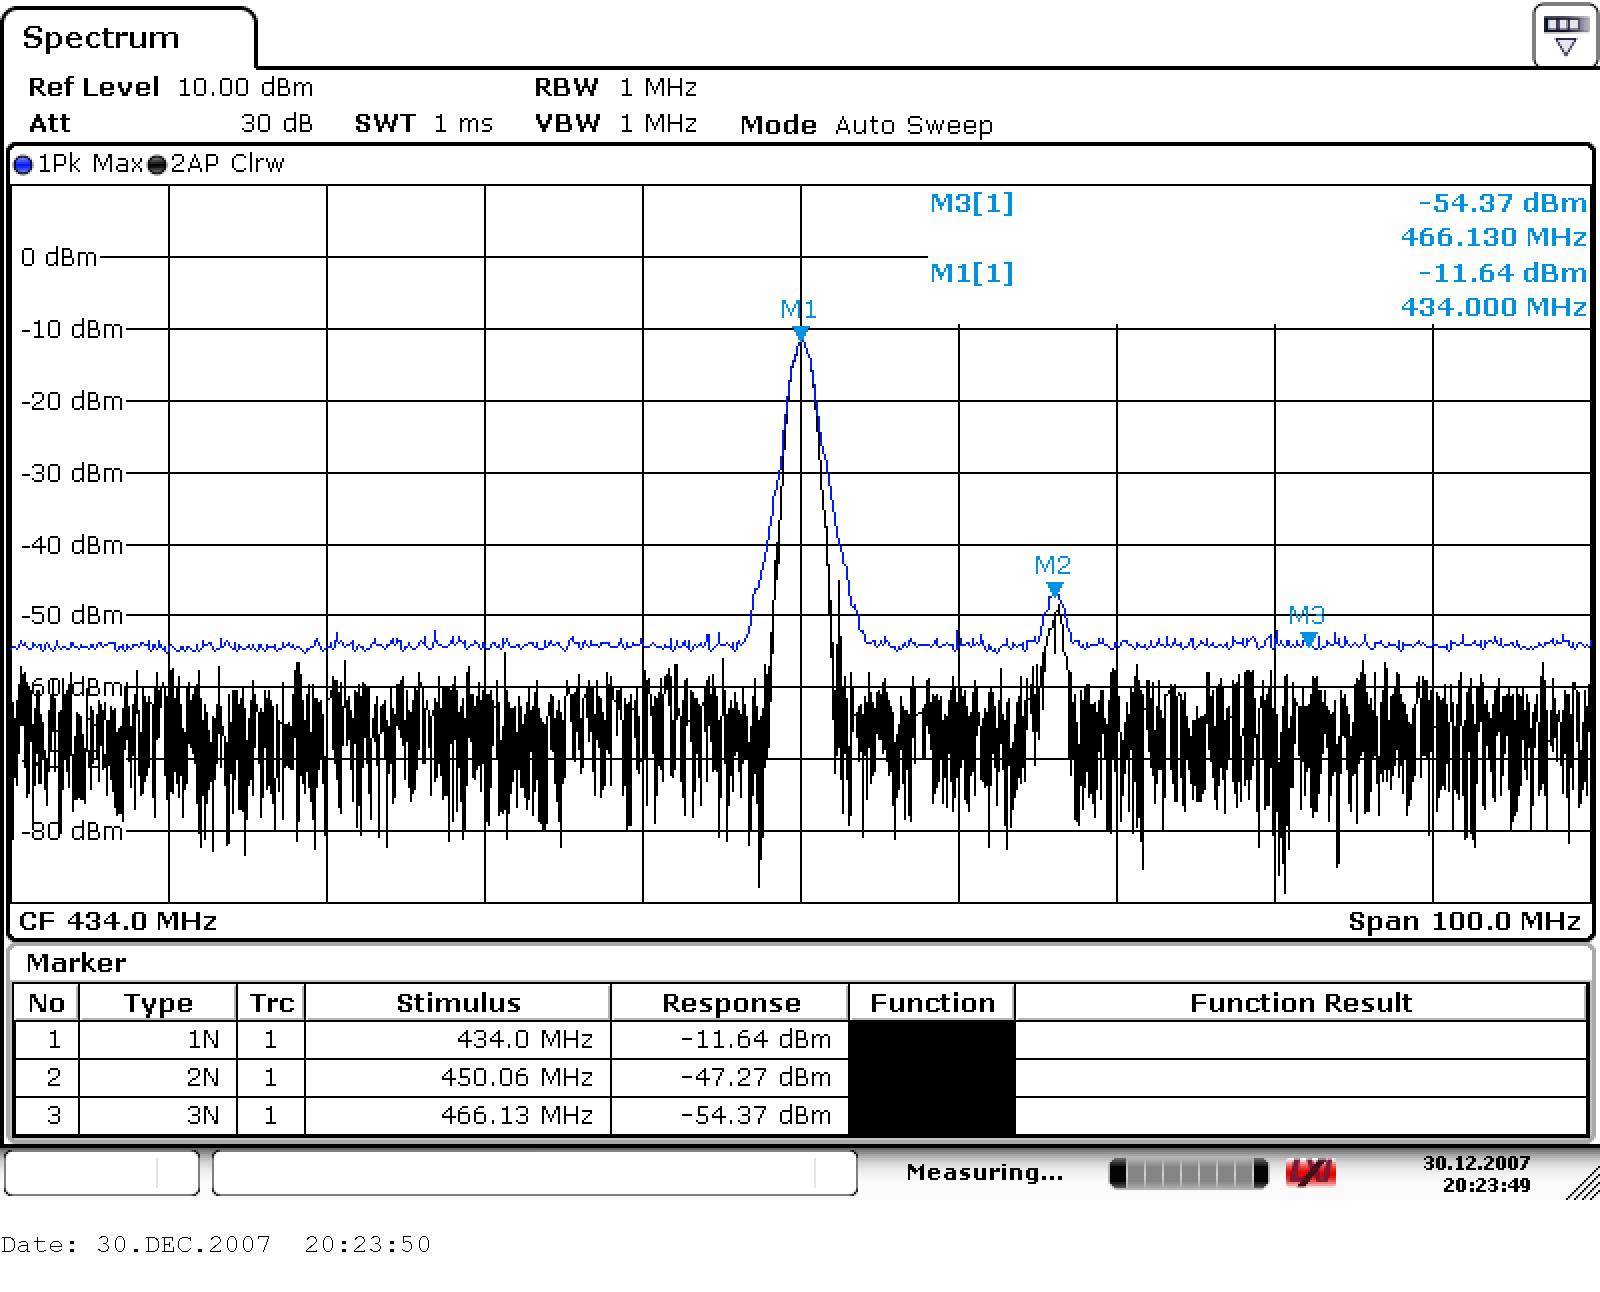 Spectrum
Ref Level 10.00 dBm RBW 1 MHz
Att 30 dB SWT 1 ms VBW 1 MHz Mode Auto Sweep
1Pk Max 2AP Clrw
M3[1] -54.37 dBm
466.130 MHz
0 dBm
M1[1] -11.64 dBm
434.000 MHz
M1
-10 dBm
-20 dBm
-30 dBm
-40 dBm
M2
-50 dBm
M3
-60 dBm
-80 dBm
CF 434.0 MHz Span 100.0 MHz
Marker
No Type Trc Stimulus Response Function Function Result
1 1N 1 434.0 MHz -11.64 dBm
2 2N 1 450.06 MHz -47.27 dBm
3 3N 1 466.13 MHz -54.37 dBm
Measuring... LXI 30.12.2007
20:23:49
Date: 30.DEC.2007 20:23:50